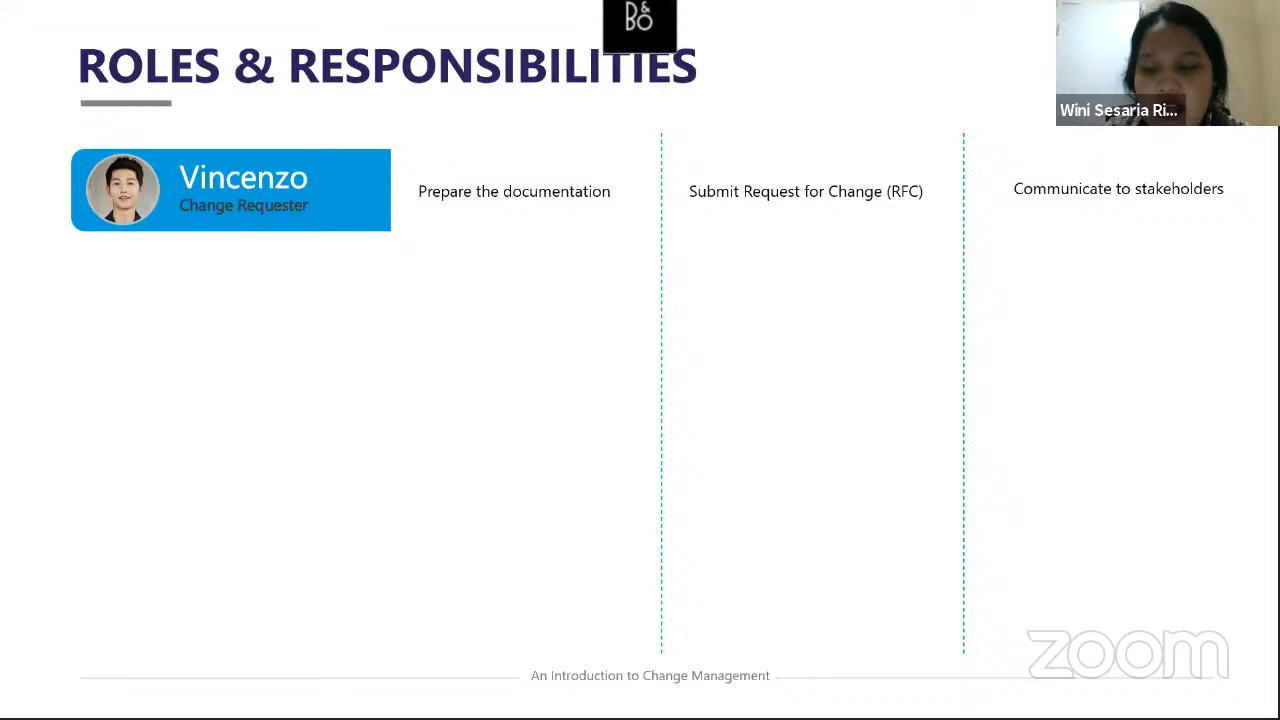 B&O
ROLES & RESPONSIBILITIES
Wini Sesaria Ri...
Vincenzo
Change Requester
Prepare the documentation
Submit Request for Change (RFC)
Communicate to stakeholders
zoom
An Introduction to Change Management